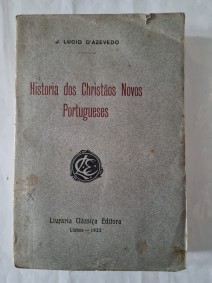 J. LUCIO D'AZEVEDO
Historia dos Christãos Novos
Portugueses
Livraria Clássica Editora
Lisboa — 1922